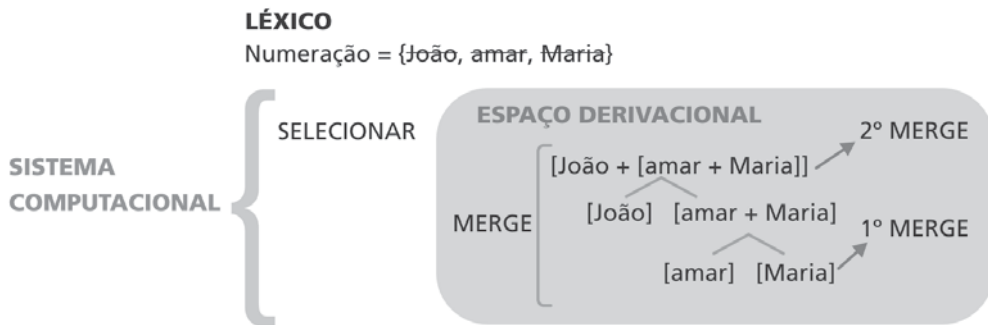 LÉXICO
Numeração = {João, amar, Maria}
SISTEMA
COMPUTACIONAL
SELECIONAR
ESPAÇO DERIVACIONAL
2º MERGE
[João + [amar + Maria]]
MERGE
[João] [amar + Maria]
1º MERGE
[amar] [Maria]